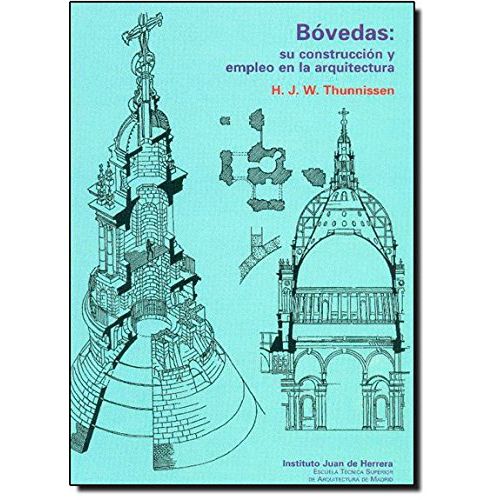 Bóvedas:
su construcción y
empleo en la arquitectura
H. J. W. Thunnissen
Instituto Juan de Herrera
ESCUELA TÉCNICA SUPERIOR
DE ARQUITECTURA DE MADRID